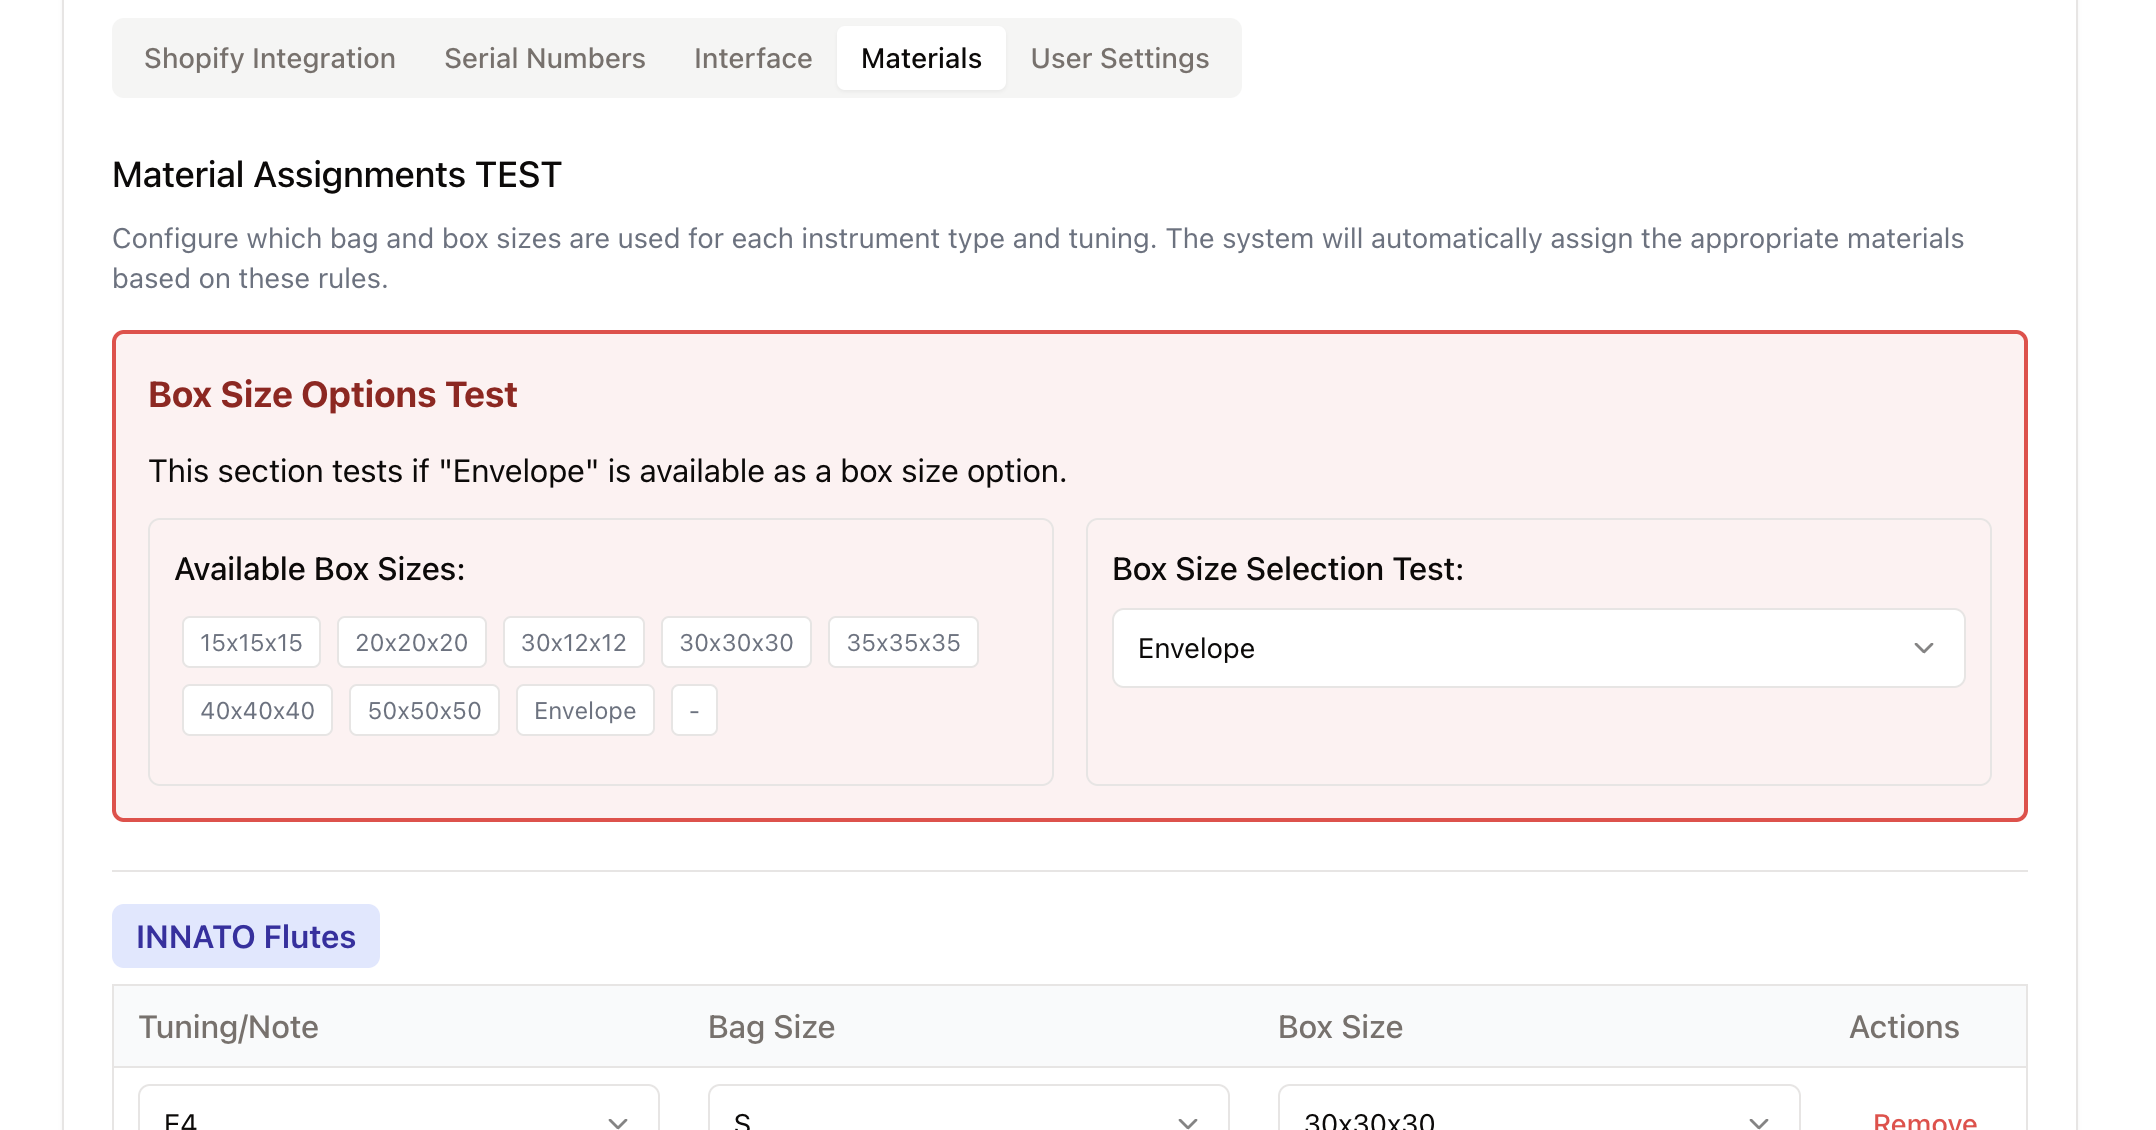 Shopify Integration
Serial Numbers
Interface
Materials
User Settings
Material Assignments TEST
Configure which bag and box sizes are used for each instrument type and tuning. The system will automatically assign the appropriate materials
based on these rules.
Box Size Options Test
This section tests if "Envelope" is available as a box size option.
Available Box Sizes:
15x15x15
20x20x20
30x12x12
30x30x30
35x35x35
40x40x40
50x50x50
Envelope
-
Box Size Selection Test:
Envelope
INNATO Flutes
Tuning/Note
Bag Size
Box Size
Actions
S
30x30x30
Remove